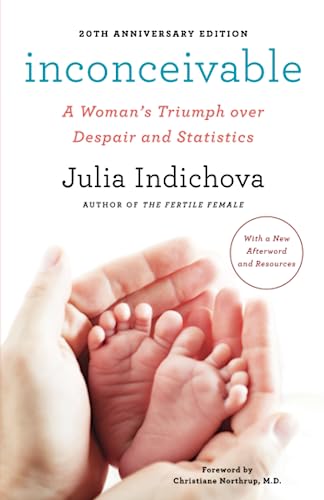 20TH ANNIVERSARY EDITION
inconceivable
A Woman's Triumph over
Despair and Statistics
Julia Indichova
AUTHOR OF THE FERTILE FEMALE
With a New
Afterword
and Resources
Foreword by
Christiane Northrup, M.D.